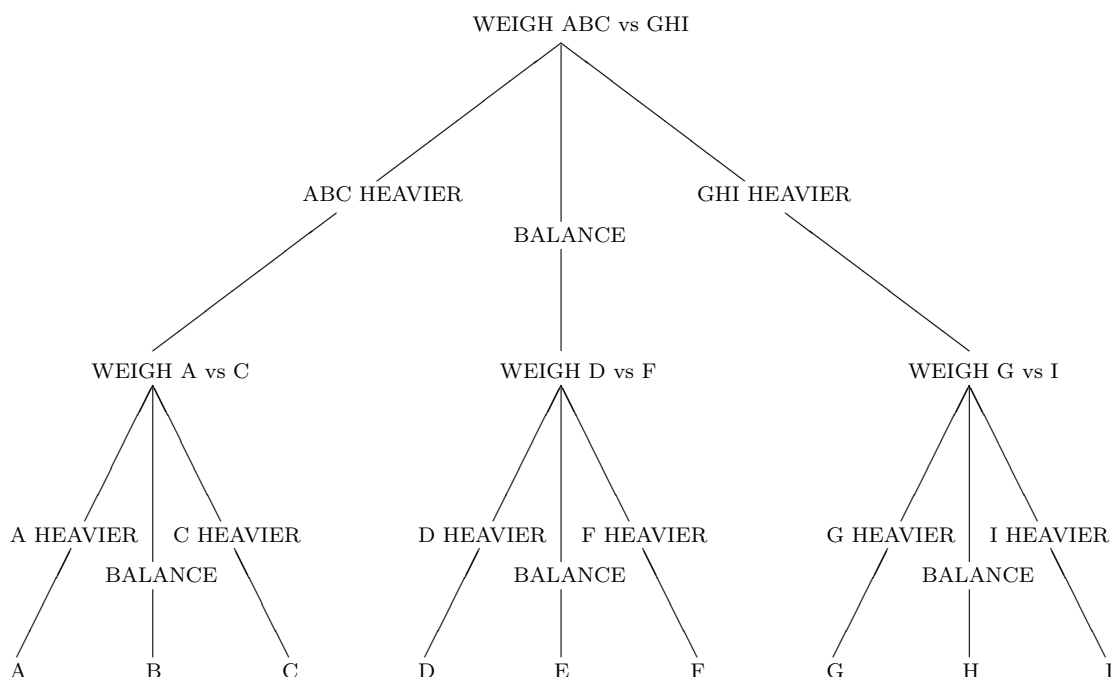 WEIGH ABC vs GHI
ABC HEAVIER
GHI HEAVIER
BALANCE
WEIGH A vs C
WEIGH D vs F
WEIGH G vs I
A HEAVIER
C HEAVIER
D HEAVIER
F HEAVIER
G HEAVIER
I HEAVIER
BALANCE
BALANCE
BALANCE
A
B
C
D
E
F
G
H
I